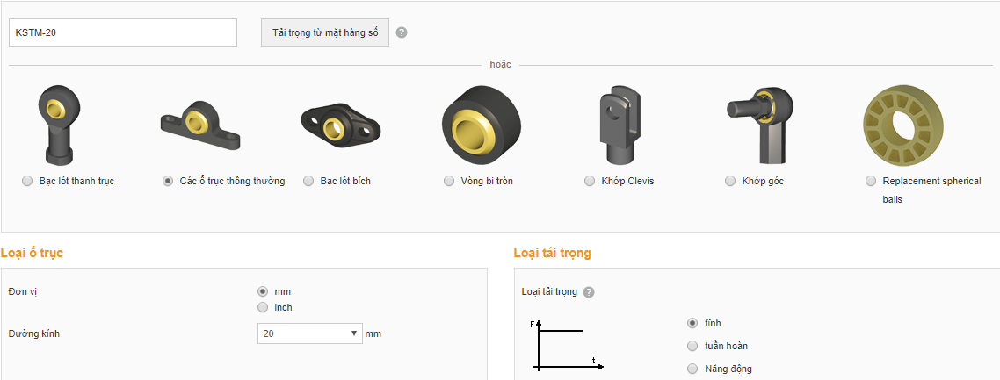 KSTM-20
Tải trọng từ mặt hàng số
?
hoặc
Bạc lót thanh trục
Các ổ trục thông thường
Bạc lót bích
Vòng bi tròn
Khớp Clevis
Khớp góc
Replacement spherical
balls
Loại ổ trục
Loại tải trọng
Đơn vị
mm
inch
Đường kính
20
mm
Loại tải trọng ?
F
t
tĩnh
tuần hoàn
Năng động